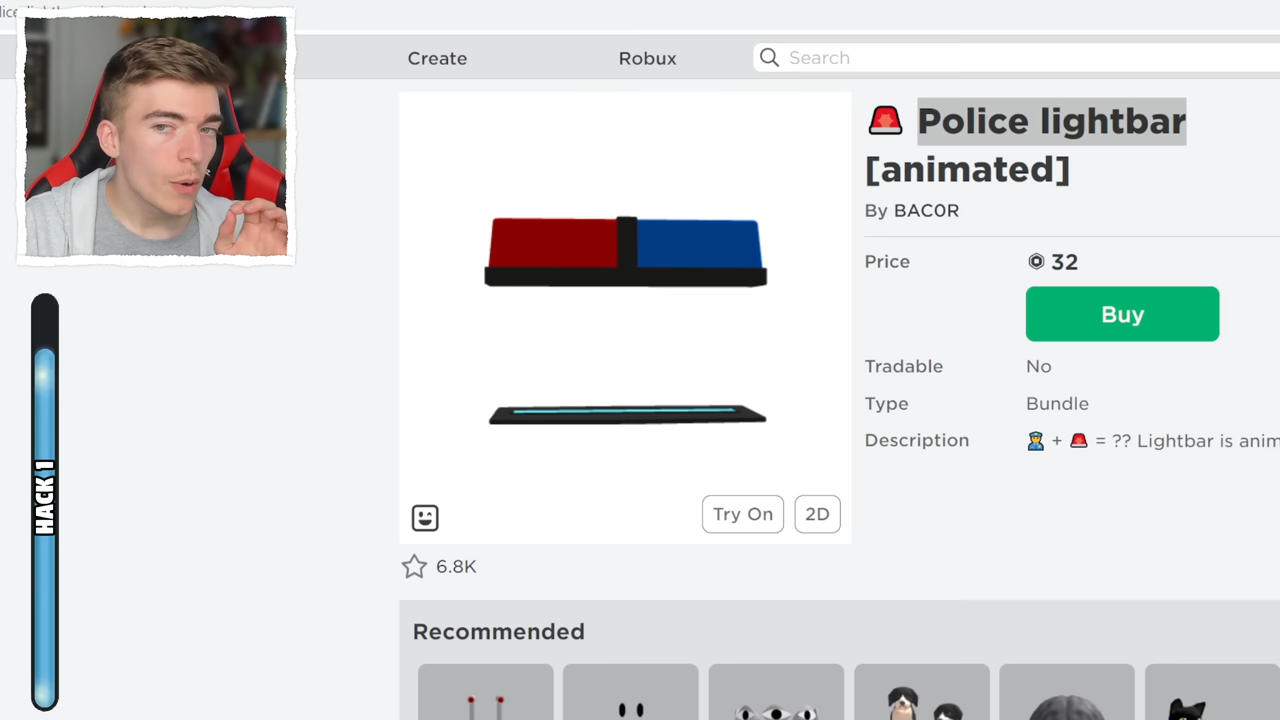 Create
Robux
Search
Police lightbar
[animated]
By BAC0R
Price
32
Buy
Tradable
No
Type
Bundle
Description
+ = ?? Lightbar is anim
Try On
2D
6.8K
Recommended
HACK 1